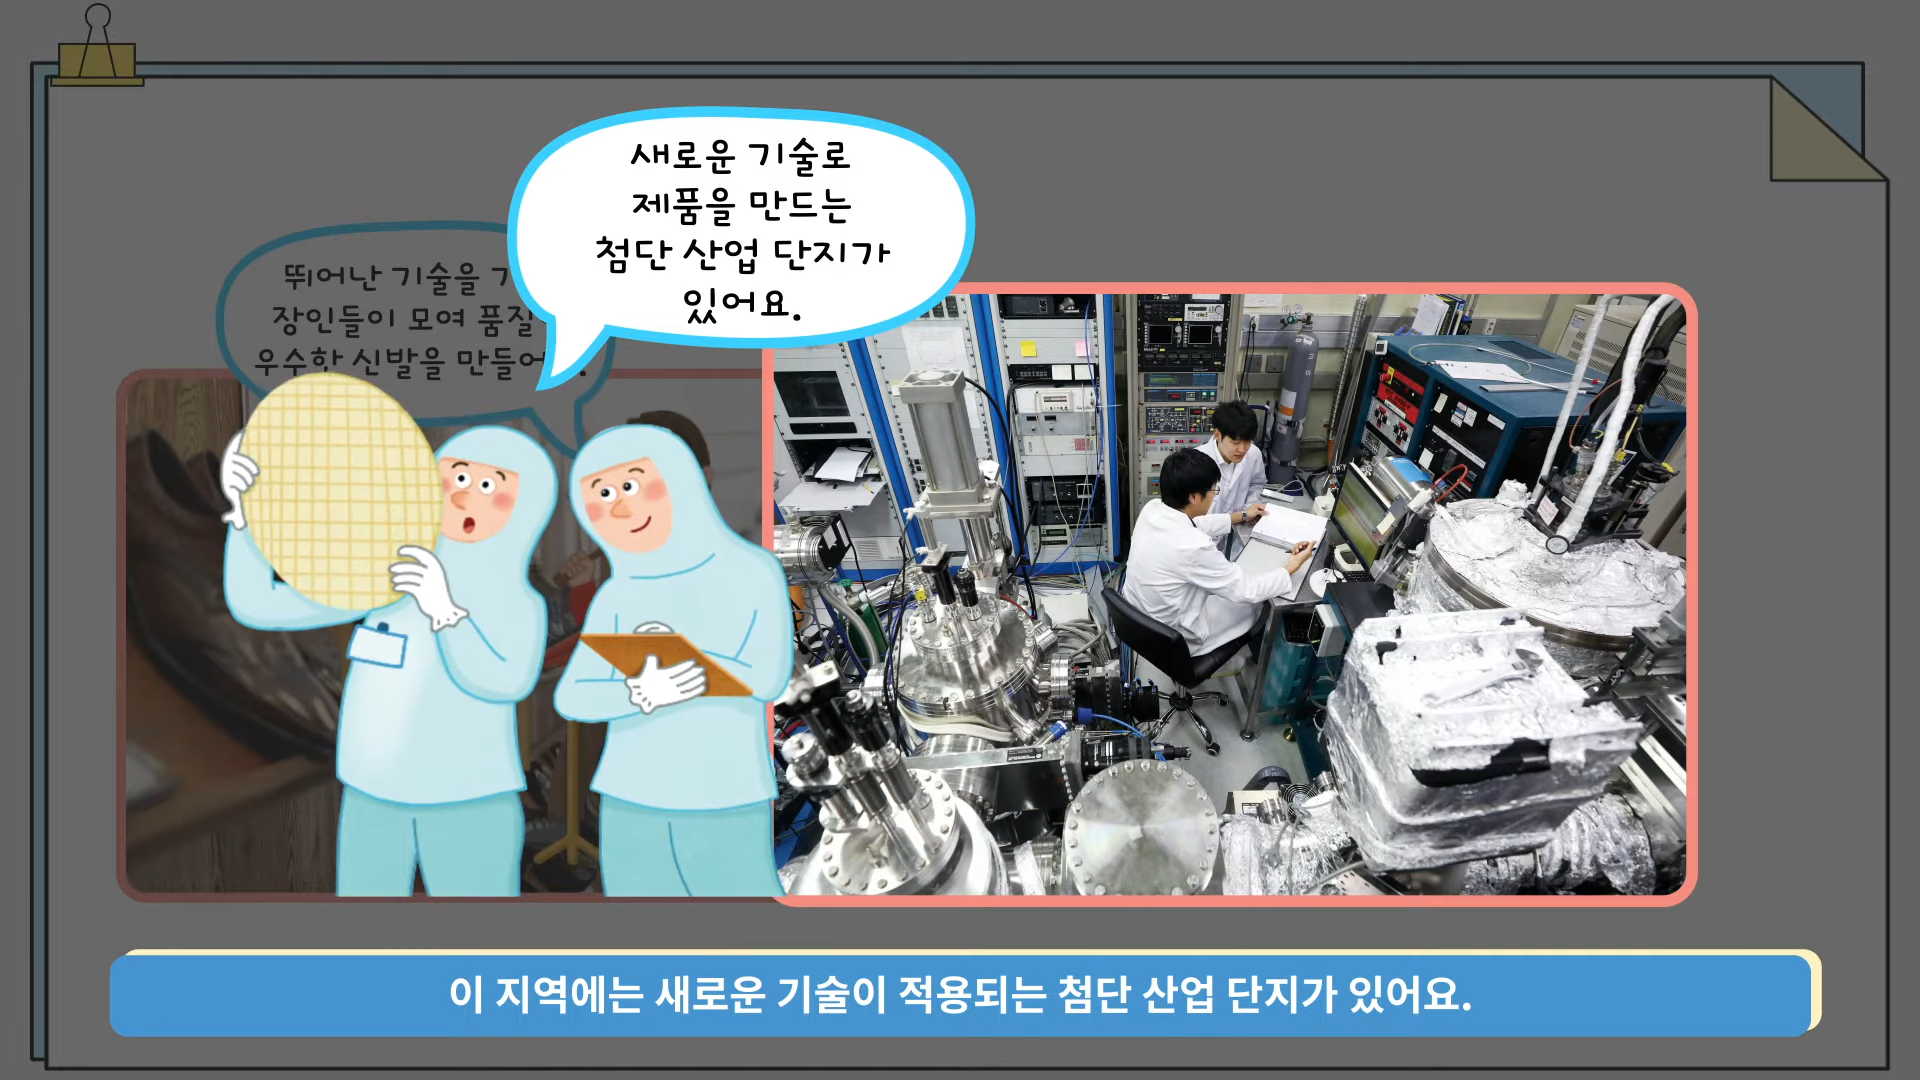 새로운 기술로
제품을 만드는
첨단 산업 단지가
있어요.
뛰어난 기술을
장인들이 모여 품질
우수한 신발을
이 지역에는 새로운 기술이 적용되는 첨단 산업 단지가 있어요.